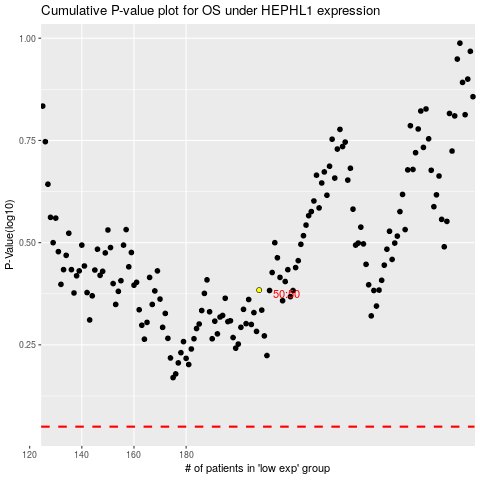 Cumulative P-value plot for OS under HEPHL1 expression
P-Value(log10)
1.00
0.75
0.50
0.25
50:50
120 140 160 180
# of patients in 'low exp' group